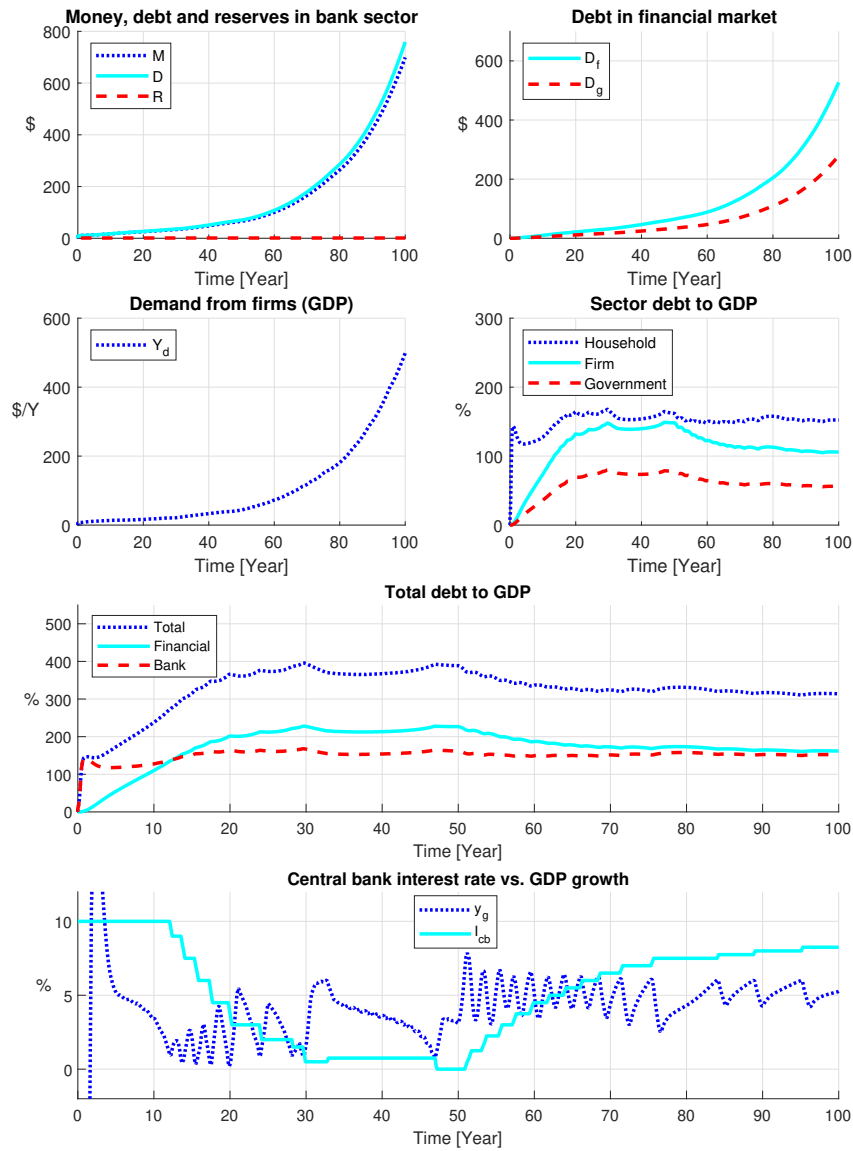 Money, debt and reserves in bank sector
800
600
400
200
0
$
M
D
R
0 20 40 60 80 100
Time [Year]
Debt in financial market
600
400
200
0
$
D_f
D_g
0 20 40 60 80 100
Time [Year]
Demand from firms (GDP)
600
400
200
0
$/Y
Y_d
0 20 40 60 80 100
Time [Year]
Sector debt to GDP
300
200
100
0
%
Household
Firm
Government
0 20 40 60 80 100
Time [Year]
Total debt to GDP
500
400
300
200
100
0
%
Total
Financial
Bank
0 10 20 30 40 50 60 70 80 90 100
Time [Year]
Central bank interest rate vs. GDP growth
10
5
0
%
y_g
I_cb
0 10 20 30 40 50 60 70 80 90 100
Time [Year]